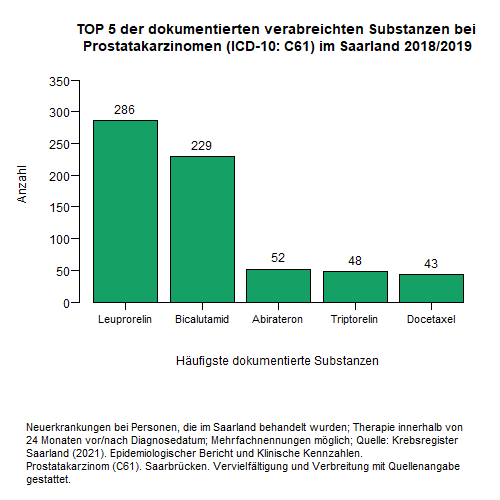 TOP 5 der dokumentierten verabreichten Substanzen bei
Prostatakarzinomen (ICD-10: C61) im Saarland 2018/2019
Anzahl
350
300
250
200
150
100
50
0
286
229
52
48
43
Leuprorelin
Bicalutamid
Abirateron
Triptorelin
Docetaxel
Häufigste dokumentierte Substanzen
Neuerkrankungen bei Personen, die im Saarland behandelt wurden; Therapie innerhalb von
24 Monaten vor/nach Diagnosedatum; Mehrfachnennungen möglich; Quelle: Krebsregister
Saarland (2021). Epidemiologischer Bericht und Klinische Kennzahlen.
Prostatakarzinom (C61). Saarbrücken. Vervielfältigung und Verbreitung mit Quellenangabe
gestattet.